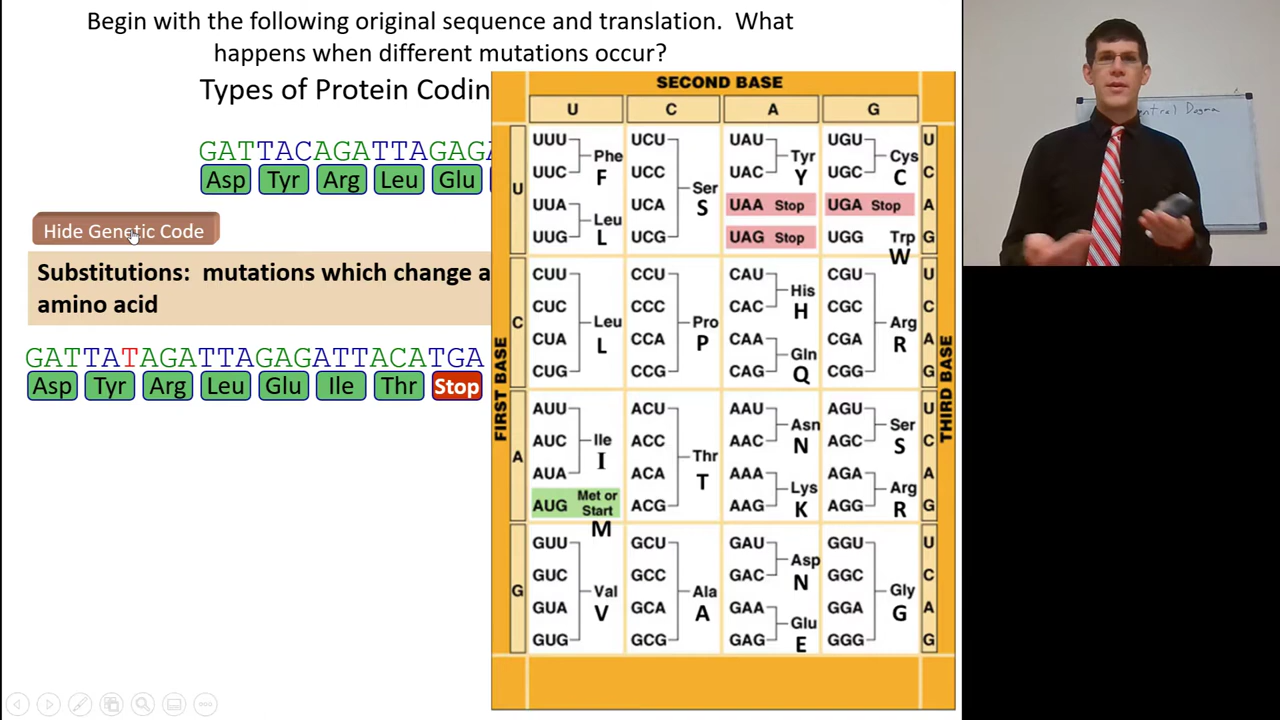 Begin with the following original sequence and translation. What
happens when different mutations occur?
Types of Protein Codin
GATTACAGATTAGAGA
Asp Tyr Arg Leu Glu
Hide Genetic Code
Substitutions: mutations which change a
amino acid
GATTATAGATTAGAGATTACATGA
Asp Tyr Arg Leu Glu Ile Thr Stop
SECOND BASE
U C A G
FIRST BASE
THIRD BASE
U
UUU UCU UAU UGU U
Phe Tyr Cys
F Y C
UUC UCC UAC UGC C
Ser
S
UUA UCA UAA Stop UGA Stop A
Leu
L
UUG UCG UAG Stop UGG Trp G
W
C
CUU CCU CAU CGU U
His
H
CUC CCC CAC CGC C
Leu Pro Arg
L P R
CUA CCA CAA CGA A
Gln
Q
CUG CCG CAG CGG G
A
AUU ACU AAU AGU U
Asn Ser
N S
AUC ACC AAC AGC C
Ile Thr
I T
AUA ACA AAA AGA A
Lys Arg
K R
AUG Met or Start ACG AAG AGG G
M
G
GUU GCU GAU GGU U
Asp
N
GUC GCC GAC GGC C
Val Ala Gly
V A G
GUA GCA GAA GGA A
Glu
E
GUG GCG GAG GGG G
entral Dogma